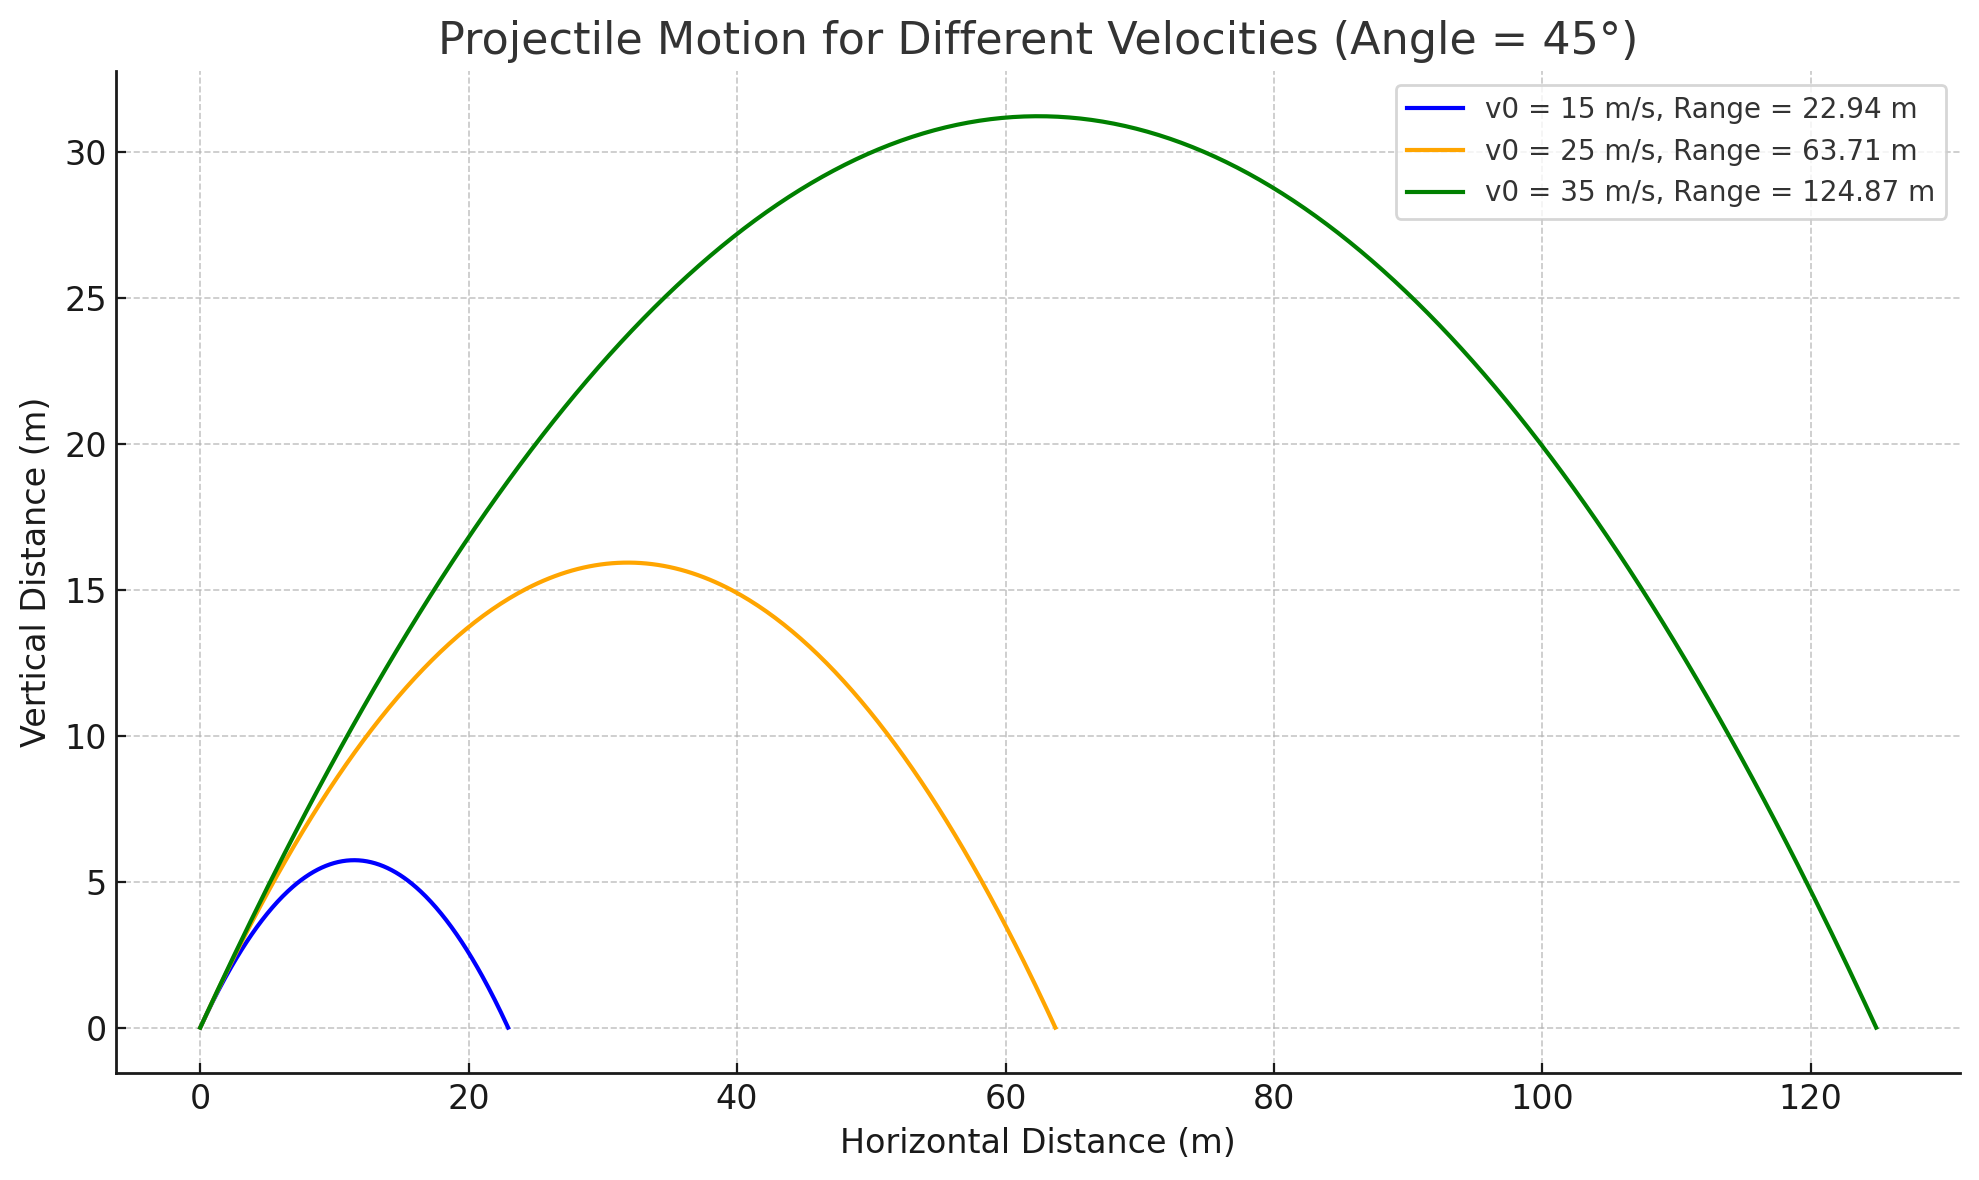 Projectile Motion for Different Velocities (Angle = 45°)
v0 = 15 m/s, Range = 22.94 m
v0 = 25 m/s, Range = 63.71 m
v0 = 35 m/s, Range = 124.87 m
Vertical Distance (m)
30
25
20
15
10
5
0
0 20 40 60 80 100 120
Horizontal Distance (m)